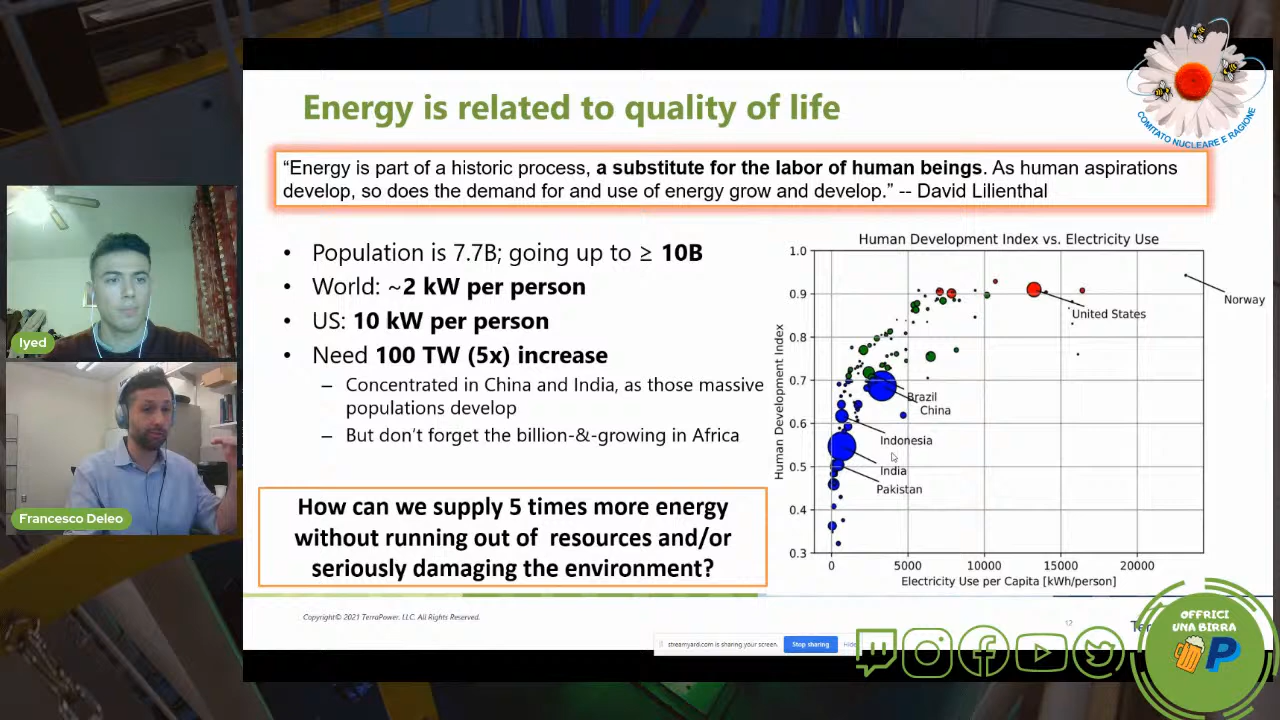 Energy is related to quality of life
COMITATO NUCLEARE E RAGIONE
“Energy is part of a historic process, a substitute for the labor of human beings. As human aspirations
develop, so does the demand for and use of energy grow and develop.” -- David Lilienthal
• Population is 7.7B; going up to ≥ 10B
• World: ~2 kW per person
• US: 10 kW per person
• Need 100 TW (5x) increase
– Concentrated in China and India, as those massive
populations develop
– But don’t forget the billion-&-growing in Africa
How can we supply 5 times more energy
without running out of resources and/or
seriously damaging the environment?
Human Development Index vs. Electricity Use
Human Development Index
1.0
0.9
0.8
0.7
0.6
0.5
0.4
0.3
Norway
United States
Brazil
China
Indonesia
India
Pakistan
0 5000 10000 15000 20000
Electricity Use per Capita [kWh/person]
Iyed
Francesco Deleo
Copyright© 2021 TerraPower, LLC. All Rights Reserved.
12
streamyard.com is sharing your screen.
Stop sharing
OFFRICI
UNA BIRRA